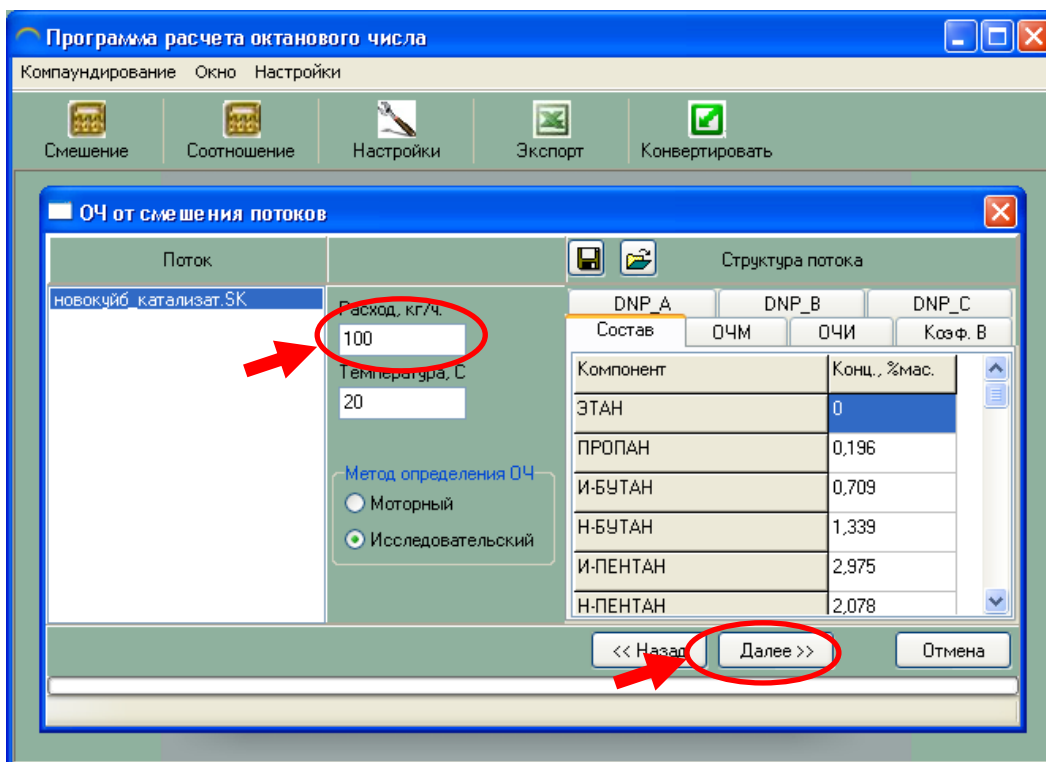 Программа расчета октанового числа
Компаундирование Окно Настройки
Смешение Соотношение Настройки Экспорт Конвертировать
ОЧ от смешения потоков
Поток Структура потока
новокуйб_катализат.SK
Расход, кг/ч.
100
Температура, С
20
Метод определения ОЧ
Моторный
Исследовательский
DNP_A DNP_B DNP_C
Состав ОЧМ ОЧИ Коэф. В
Компонент Конц., %мас.
ЭТАН 0
ПРОПАН 0,196
И-БУТАН 0,709
Н-БУТАН 1,339
И-ПЕНТАН 2,975
Н-ПЕНТАН 2,078
<< Назад Далее >> Отмена